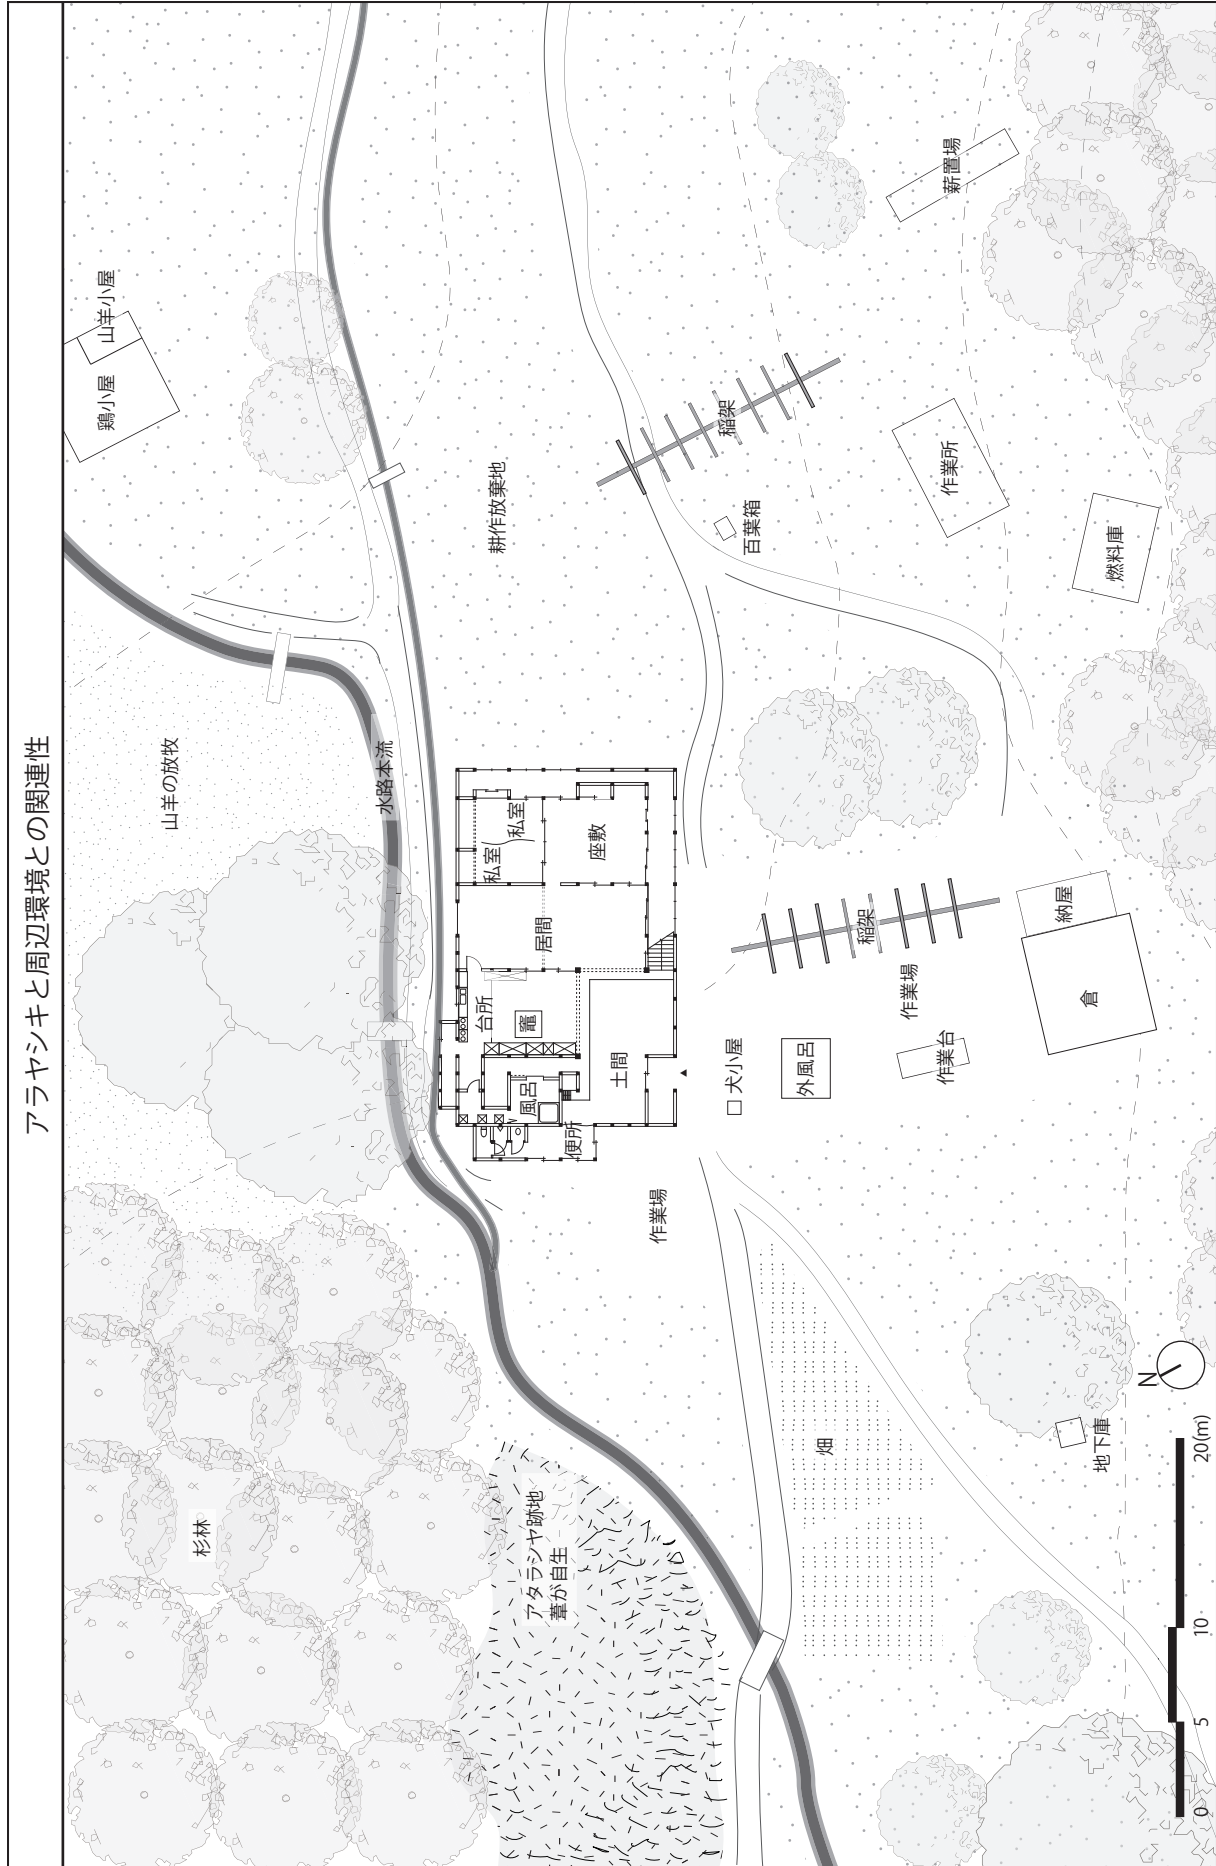 アラヤシキと周辺環境との関連性
杉林
山羊の放牧
鶏小屋
山羊小屋
水路本流
アタラシヤ跡地
葦が自生
耕作放棄地
台所
竈
風呂
便所
居間
私室
私室
座敷
土間
作業場
犬小屋
外風呂
稲架
百葉箱
畑
作業場
作業台
稲架
作業所
薪置場
倉
納屋
燃料庫
地下庫
N
0
5
10
20(m)